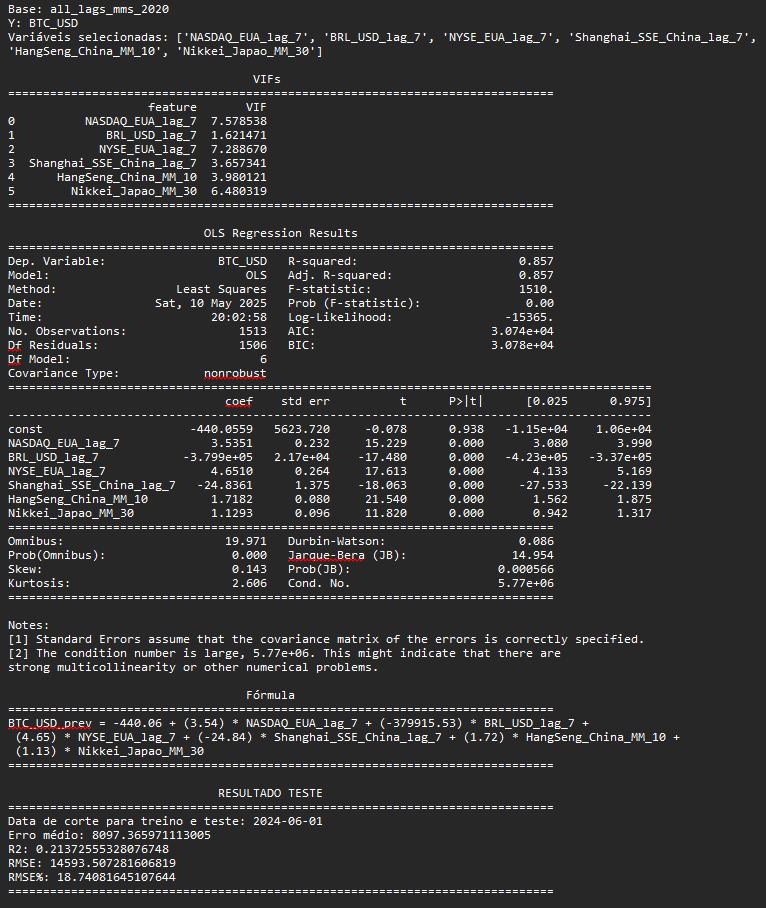 Base: all_lags_mms_2020
Y: BTC_USD
Variáveis selecionadas: ['NASDAQ_EUA_lag_7', 'BRL_USD_lag_7', 'NYSE_EUA_lag_7', 'Shanghai_SSE_China_lag_7',
'HangSeng_China_MM_10', 'Nikkei_Japao_MM_30']
VIFs
==============================================================================
feature VIF
0 NASDAQ_EUA_lag_7 7.578538
1 BRL_USD_lag_7 1.621471
2 NYSE_EUA_lag_7 7.288670
3 Shanghai_SSE_China_lag_7 3.657341
4 HangSeng_China_MM_10 3.980121
5 Nikkei_Japao_MM_30 6.480319
==============================================================================
OLS Regression Results
==============================================================================
Dep. Variable: BTC_USD R-squared: 0.857
Model: OLS Adj. R-squared: 0.857
Method: Least Squares F-statistic: 1510.
Date: Sat, 10 May 2025 Prob (F-statistic): 0.00
Time: 20:02:58 Log-Likelihood: -15365.
No. Observations: 1513 AIC: 3.074e+04
Df Residuals: 1506 BIC: 3.078e+04
Df Model: 6
Covariance Type: nonrobust
============================================================================================
coef std err t P>|t| [0.025 0.975]
--------------------------------------------------------------------------------------------
const -440.0559 5623.720 -0.078 0.938 -1.15e+04 1.06e+04
NASDAQ_EUA_lag_7 3.5351 0.232 15.229 0.000 3.080 3.990
BRL_USD_lag_7 -3.799e+05 2.17e+04 -17.480 0.000 -4.23e+05 -3.37e+05
NYSE_EUA_lag_7 4.6510 0.264 17.613 0.000 4.133 5.169
Shanghai_SSE_China_lag_7 -24.8361 1.375 -18.063 0.000 -27.533 -22.139
HangSeng_China_MM_10 1.7182 0.080 21.540 0.000 1.562 1.875
Nikkei_Japao_MM_30 1.1293 0.096 11.820 0.000 0.942 1.317
==============================================================================
Omnibus: 19.971 Durbin-Watson: 0.086
Prob(Omnibus): 0.000 Jarque-Bera (JB): 14.954
Skew: 0.143 Prob(JB): 0.000566
Kurtosis: 2.606 Cond. No. 5.77e+06
==============================================================================
Notes:
[1] Standard Errors assume that the covariance matrix of the errors is correctly specified.
[2] The condition number is large, 5.77e+06. This might indicate that there are
strong multicollinearity or other numerical problems.
Fórmula
==============================================================================
BTC_USD_prev = -440.06 + (3.54) * NASDAQ_EUA_lag_7 + (-379915.53) * BRL_USD_lag_7 +
(4.65) * NYSE_EUA_lag_7 + (-24.84) * Shanghai_SSE_China_lag_7 + (1.72) * HangSeng_China_MM_10 +
(1.13) * Nikkei_Japao_MM_30
==============================================================================
RESULTADO TESTE
==============================================================================
Data de corte para treino e teste: 2024-06-01
Erro médio: 8097.365971113005
R2: 0.21372555328076748
RMSE: 14593.507281606819
RMSE%: 18.74081645107644
==============================================================================